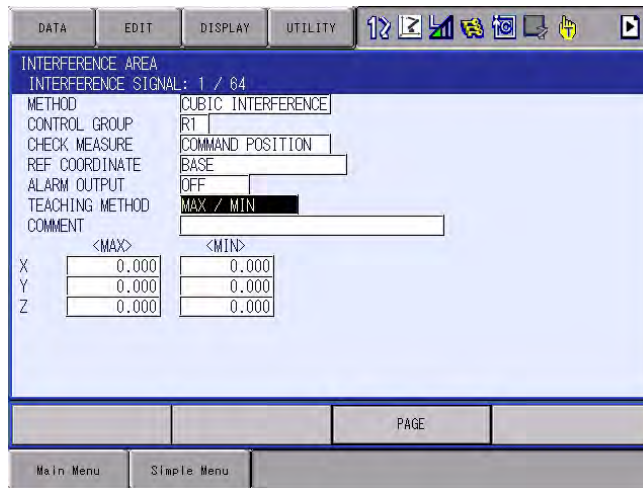 DATA EDIT DISPLAY UTILITY
INTERFERENCE AREA
INTERFERENCE SIGNAL: 1 / 64
METHOD CUBIC INTERFERENCE
CONTROL GROUP R1
CHECK MEASURE COMMAND POSITION
REF COORDINATE BASE
ALARM OUTPUT OFF
TEACHING METHOD MAX / MIN
COMMENT
<MAX> <MIN>
X 0.000 0.000
Y 0.000 0.000
Z 0.000 0.000
PAGE
Main Menu Simple Menu